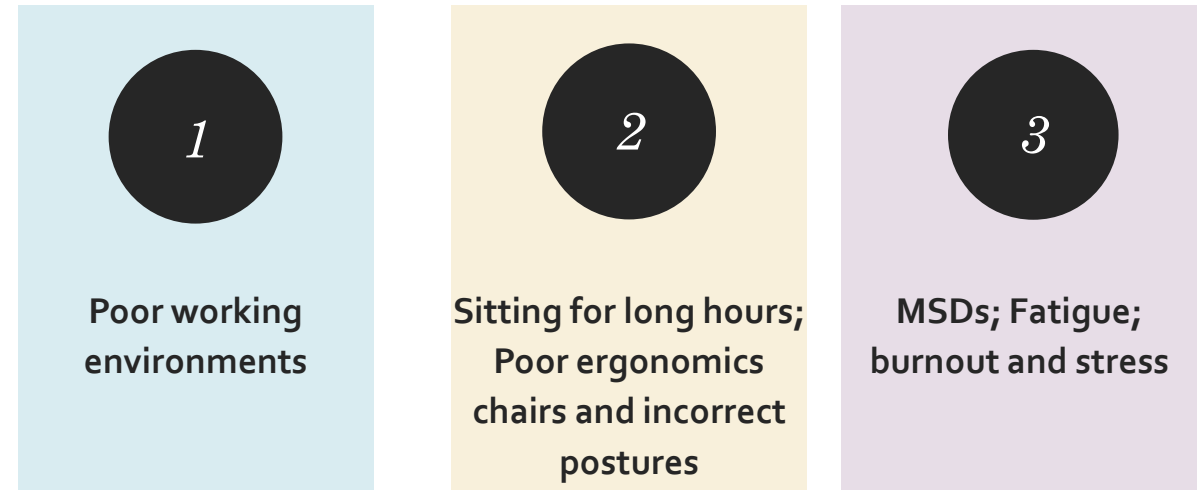 1
Poor working
environments
2
Sitting for long hours;
Poor ergonomics
chairs and incorrect
postures
3
MSDs; Fatigue;
burnout and stress